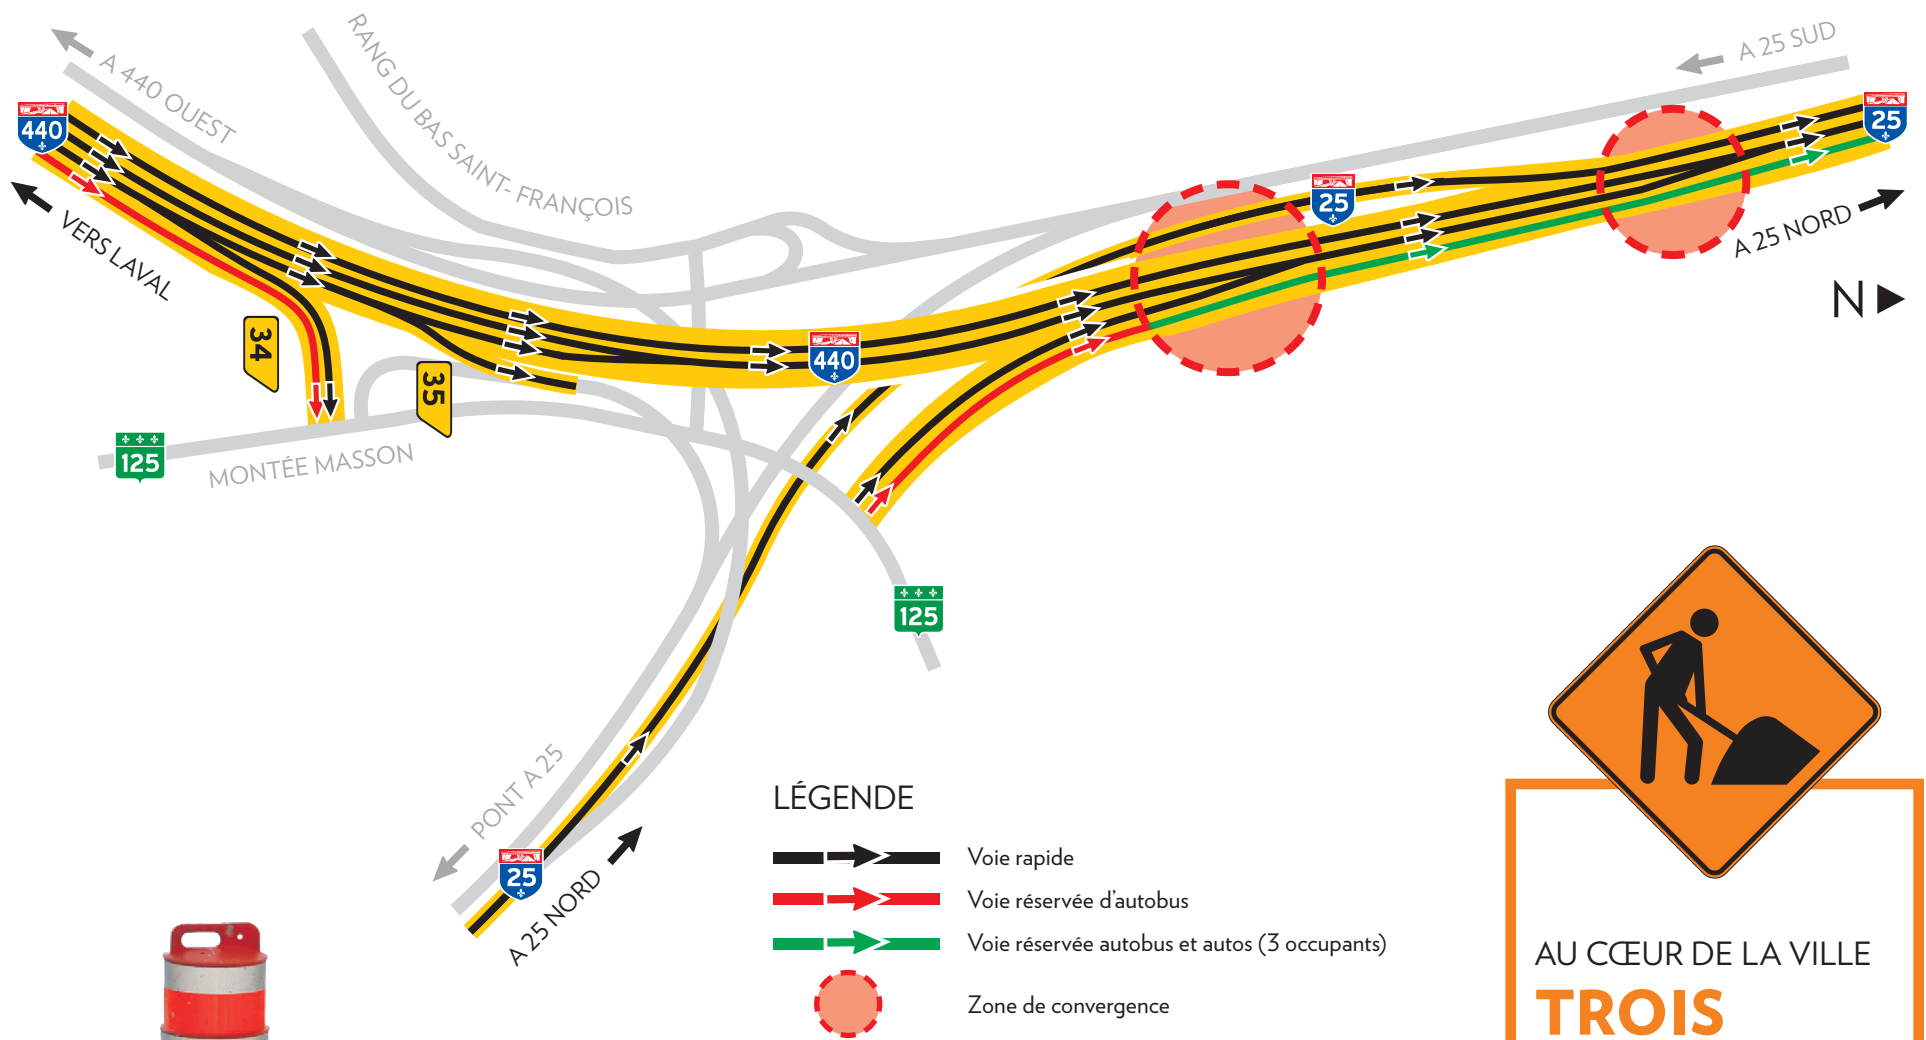 A 440 OUEST
RANG DU BAS SAINT-FRANÇOIS
A 25 SUD
440
25
VERS LAVAL
25
A 25 NORD
N
34
440
35
125
MONTÉE MASSON
125
PONT A 25
25
A 25 NORD
LÉGENDE
Voie rapide
Voie réservée d'autobus
Voie réservée autobus et autos (3 occupants)
Zone de convergence
AU CŒUR DE LA VILLE
TROIS